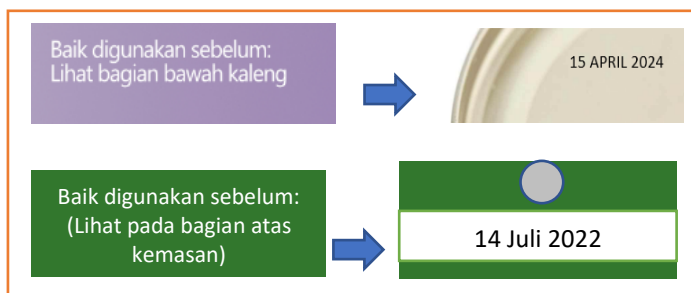 Baik digunakan sebelum:
Lihat bagian bawah kaleng
15 APRIL 2024
Baik digunakan sebelum:
(Lihat pada bagian atas
kemasan)
14 Juli 2022